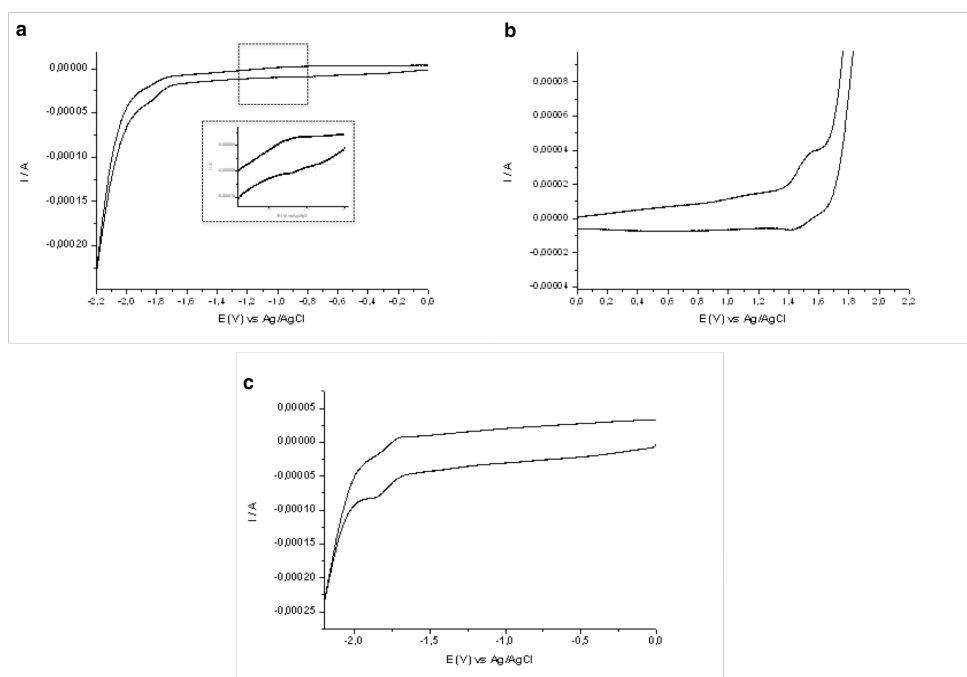 a
0,00000
-0,00005
-0,00010
-0,00015
-0,00020
I / A
-2,2 -2,0 -1,8 -1,6 -1,4 -1,2 -1,0 -0,8 -0,6 -0,4 -0,2 0,0
E (V) vs Ag/AgCl
b
0,00008
0,00006
0,00004
0,00002
0,00000
-0,00002
-0,00004
I / A
0,0 0,2 0,4 0,6 0,8 1,0 1,2 1,4 1,6 1,8 2,0 2,2
E (V) vs Ag/AgCl
c
0,00005
0,00000
-0,00005
-0,00010
-0,00015
-0,00020
-0,00025
I / A
-2,0 -1,5 -1,0 -0,5 0,0
E (V) vs Ag/AgCl